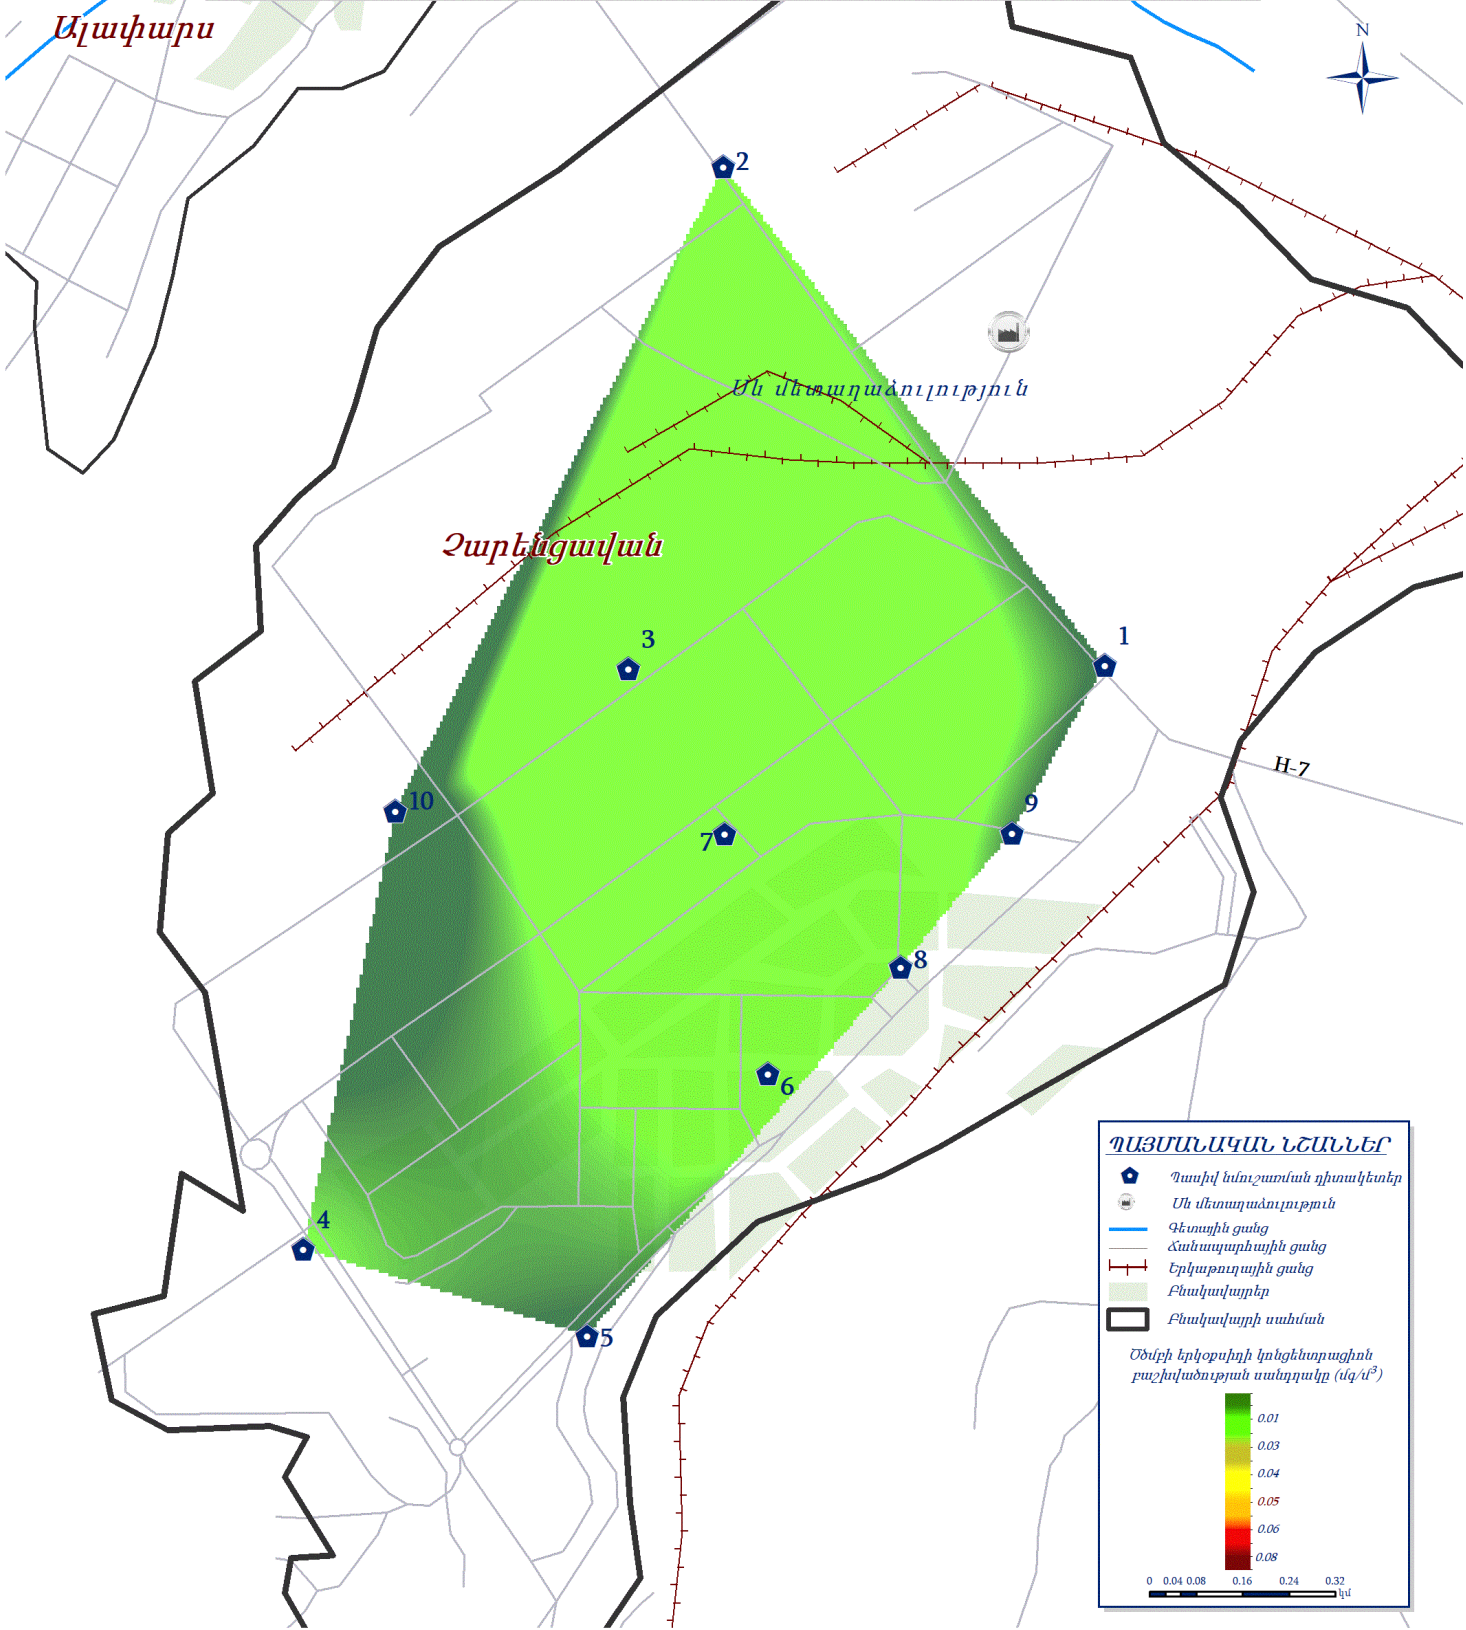 Ալափարս
N
2
Սև մետաղաձուլություն
Չարենցավան
3
1
H-7
10
9
7
8
6
4
5
ՊԱՅՄԱՆԱԿԱՆ ՆՇԱՆՆԵՐ
Պասիվ նմուշառման դիտակետեր
Սև մետաղաձուլություն
Գետային ցանց
Ճանապարհային ցանց
Երկաթուղային ցանց
Բնակավայրեր
Բնակավայրի սահման
Ծծմբի երկօքսիդի կոնցենտրացիոն
բաշխվածության սանդղակը (մգ/մ³)
0.01
0.03
0.04
0.05
0.06
0.08
0 0.04 0.08 0.16 0.24 0.32
կմ